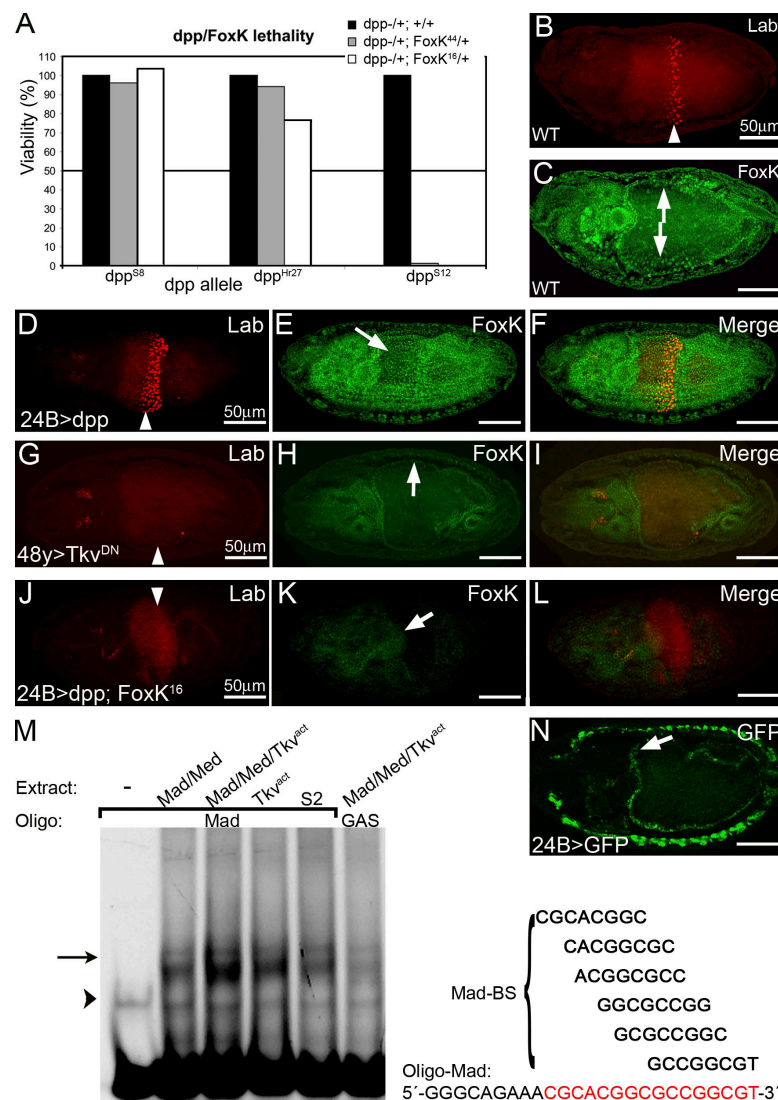 A
dpp/FoxK lethality
dpp-/+; +/+
dpp-/+; FoxK44/+
dpp-/+; FoxK16/+
Viability (%)
110
100
90
80
70
60
50
40
30
20
10
0
dppS8
dppHr27
dppS12
dpp allele
B
Lab
WT
50µm
C
FoxK
WT
D
Lab
24B>dpp
50µm
E
FoxK
F
Merge
G
Lab
48y>TkvDN
50µm
H
FoxK
I
Merge
J
Lab
24B>dpp; FoxK16
50µm
K
FoxK
L
Merge
M
Extract:
-
Mad/Med
Mad/Med/Tkvact
Tkvact
S2
Mad/Med/Tkvact
Oligo:
Mad
GAS
N
GFP
24B>GFP
Mad-BS
CGCACGGC
CACGGCGC
ACGGCGCC
GGCGCCGG
GCGCCGGC
GCCGGCGT
Oligo-Mad:
5´-GGGCAGAAACGCACGGCGCCGGCGT-3´